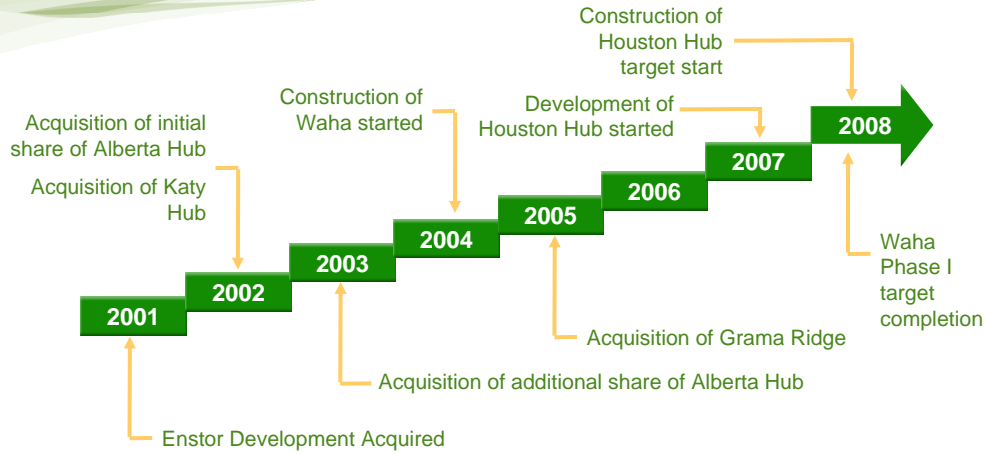 Construction of
Houston Hub
target start
Construction of
Waha started
Development of
Houston Hub started
Acquisition of initial
share of Alberta Hub
Acquisition of Katy
Hub
2008
2007
2006
2005
2004
2003
2002
2001
Waha
Phase I
target
completion
Acquisition of Grama Ridge
Acquisition of additional share of Alberta Hub
Enstor Development Acquired